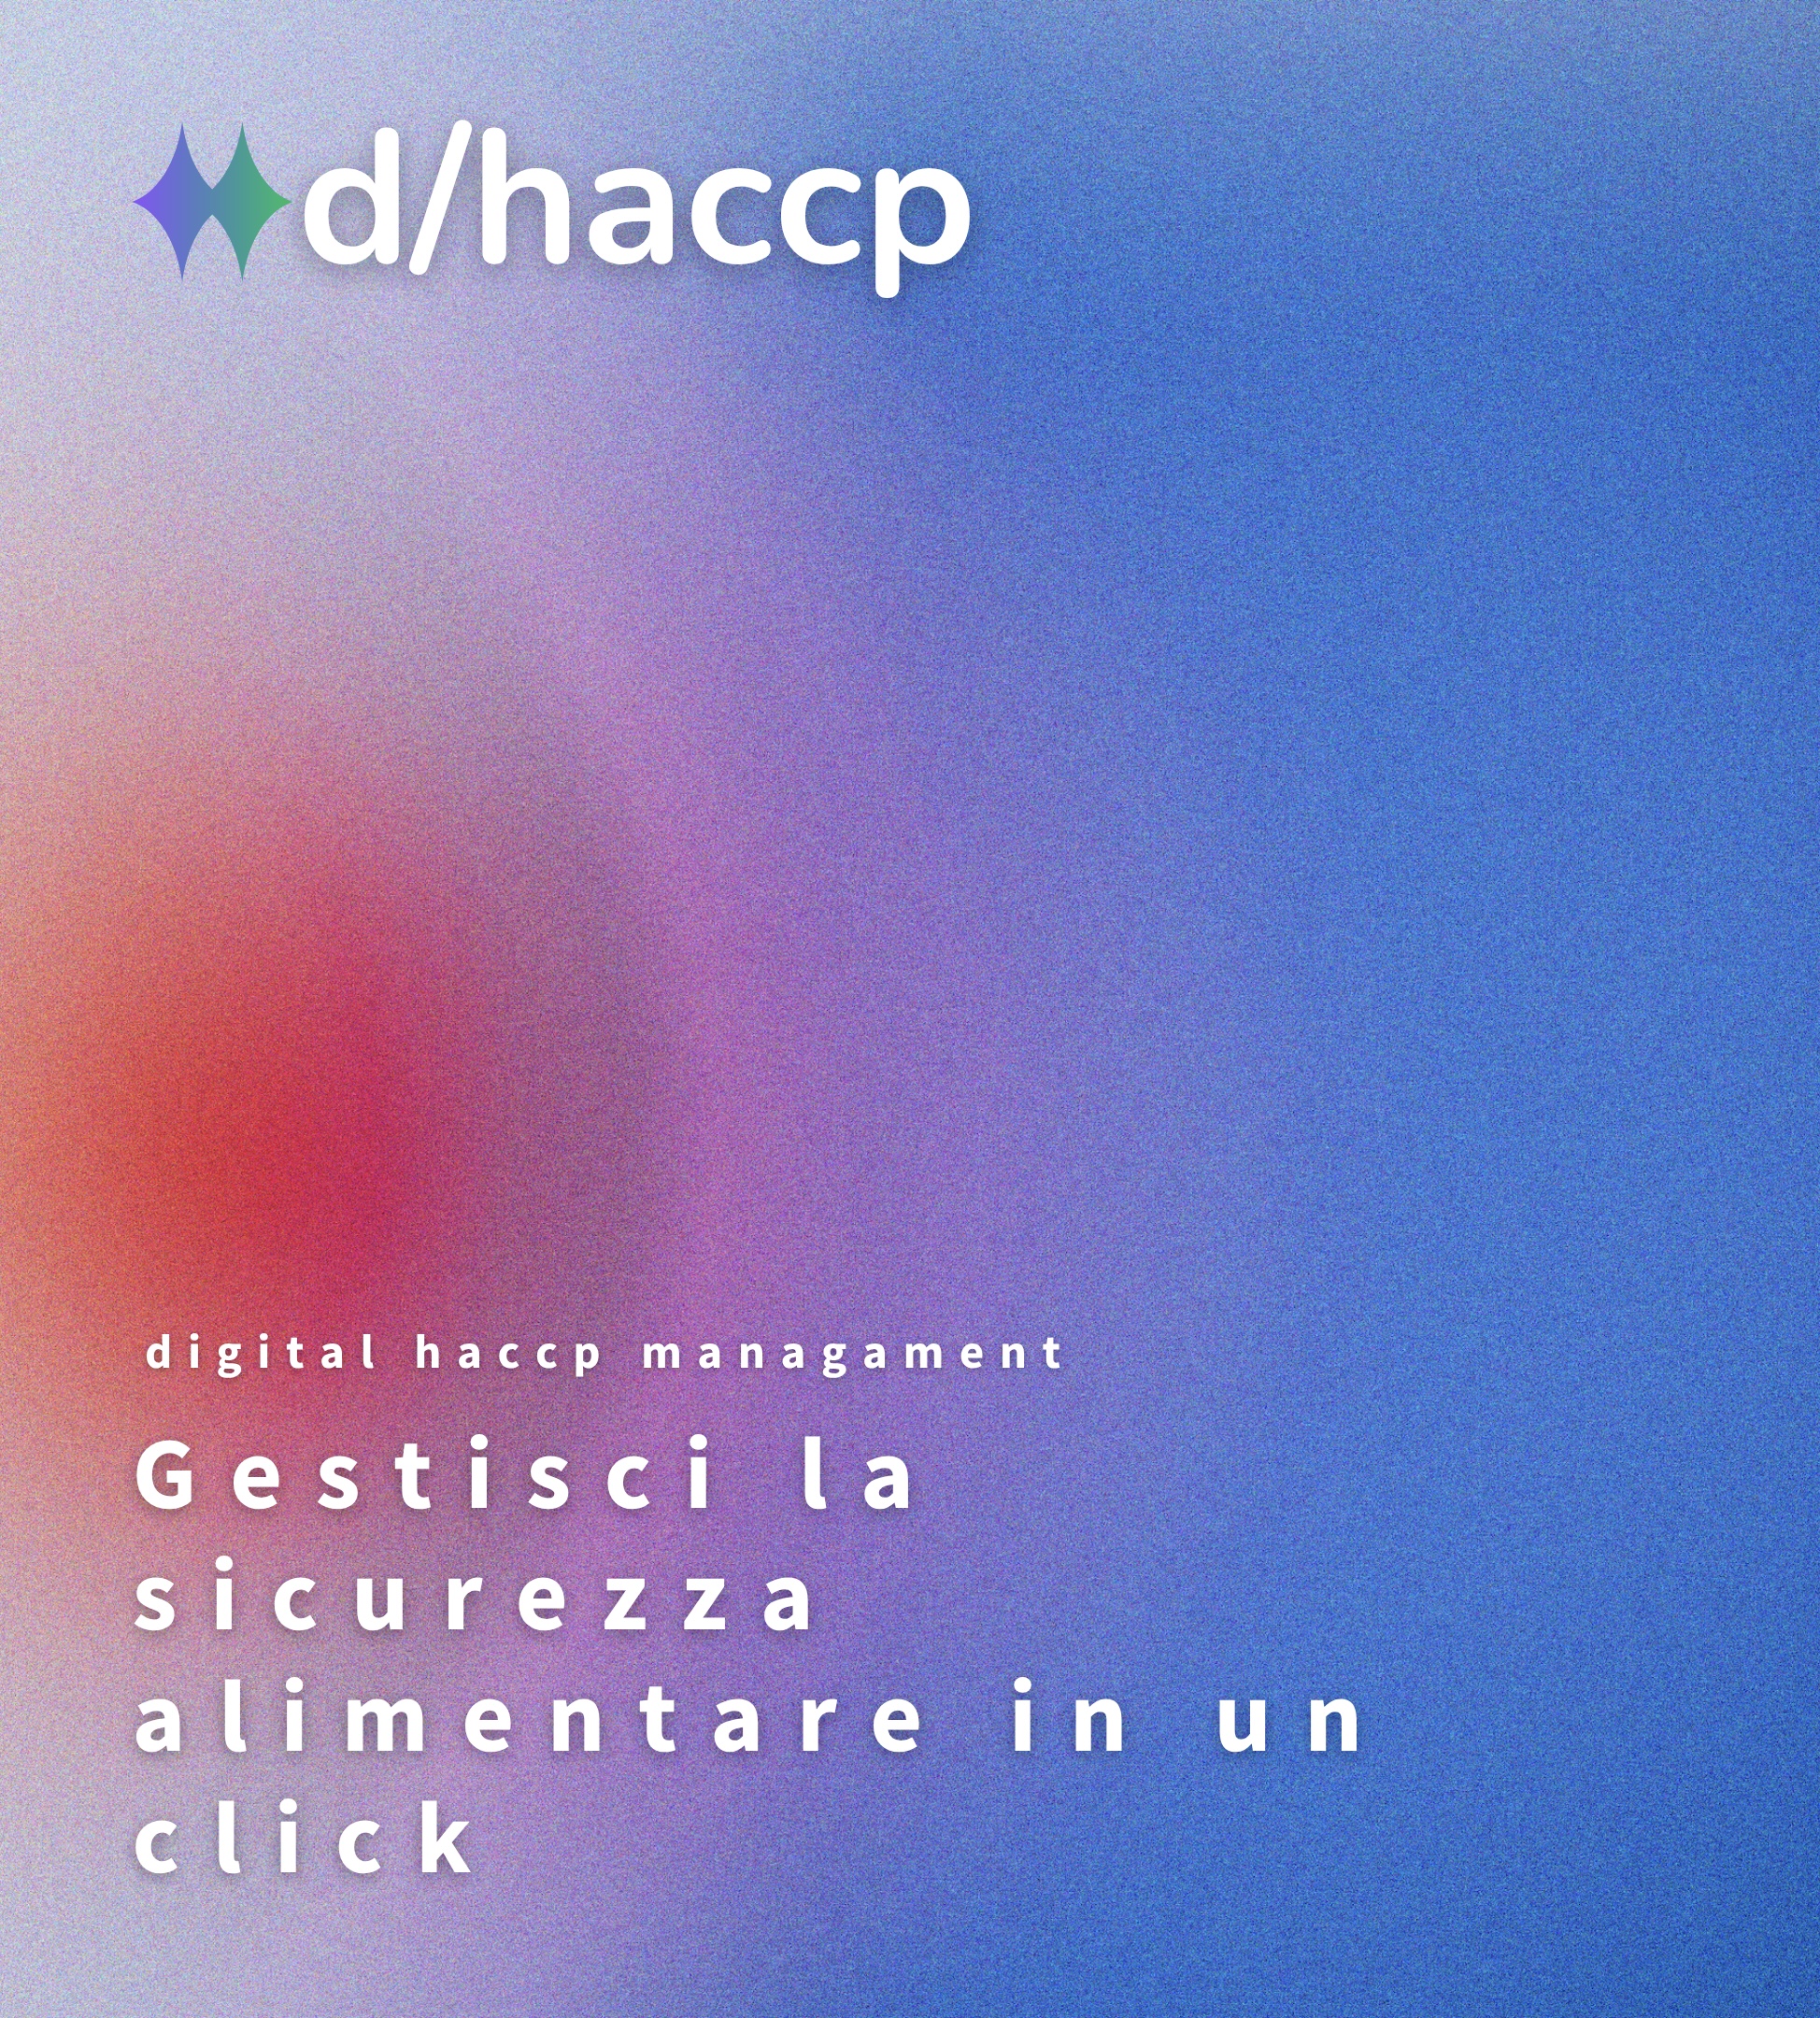 d/haccp
digital haccp managament
Gestisci la
sicurezza
alimentare in un
click